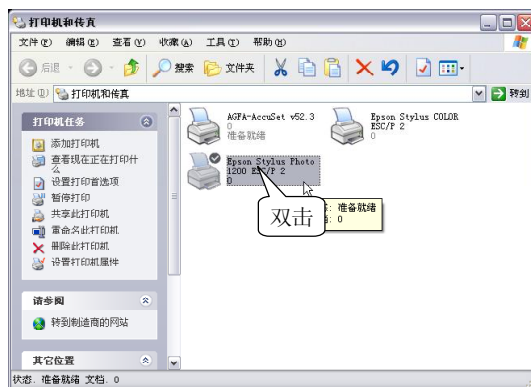 打印机和传真
文件(F) 编辑(E) 查看(V) 收藏(A) 工具(T) 帮助(H)
后退 搜索 文件夹
地址(D) 打印机和传真 转到
打印机任务
添加打印机
查看现在正在打印什
么
设置打印首选项
暂停打印
共享此打印机
重命名此打印机
删除此打印机
设置打印机属性
请参阅
转到制造商的网站
其它位置
AGFA-AccuSet v52.3
0
准备就绪
Epson Stylus COLOR
ESC/P 2
0
Epson Stylus Photo
1200 ESC/P 2
0
双击
: 准备就绪
: 0
状态: 准备就绪 文档: 0